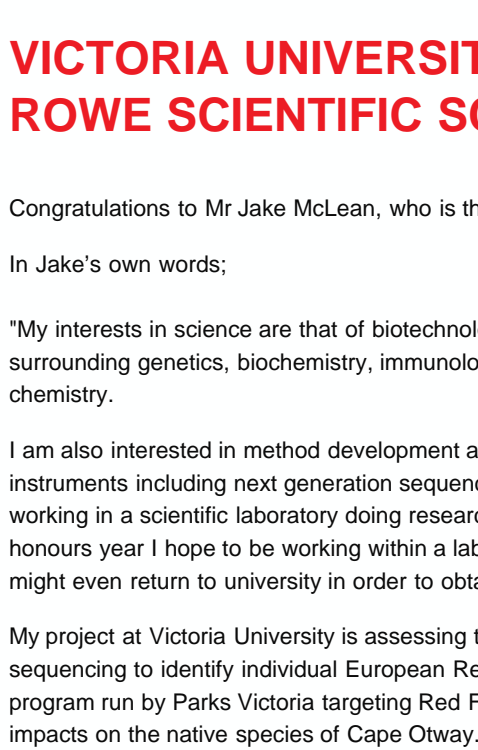 VICTORIA UNIVERSIT
ROWE SCIENTIFIC SC
Congratulations to Mr Jake McLean, who is th
In Jake's own words;
"My interests in science are that of biotechnol
surrounding genetics, biochemistry, immunolo
chemistry.
I am also interested in method development a
instruments including next generation sequenc
working in a scientific laboratory doing researc
honours year I hope to be working within a lab
might even return to university in order to obta
My project at Victoria University is assessing t
sequencing to identify individual European Re
program run by Parks Victoria targeting Red F
impacts on the native species of Cape Otway.